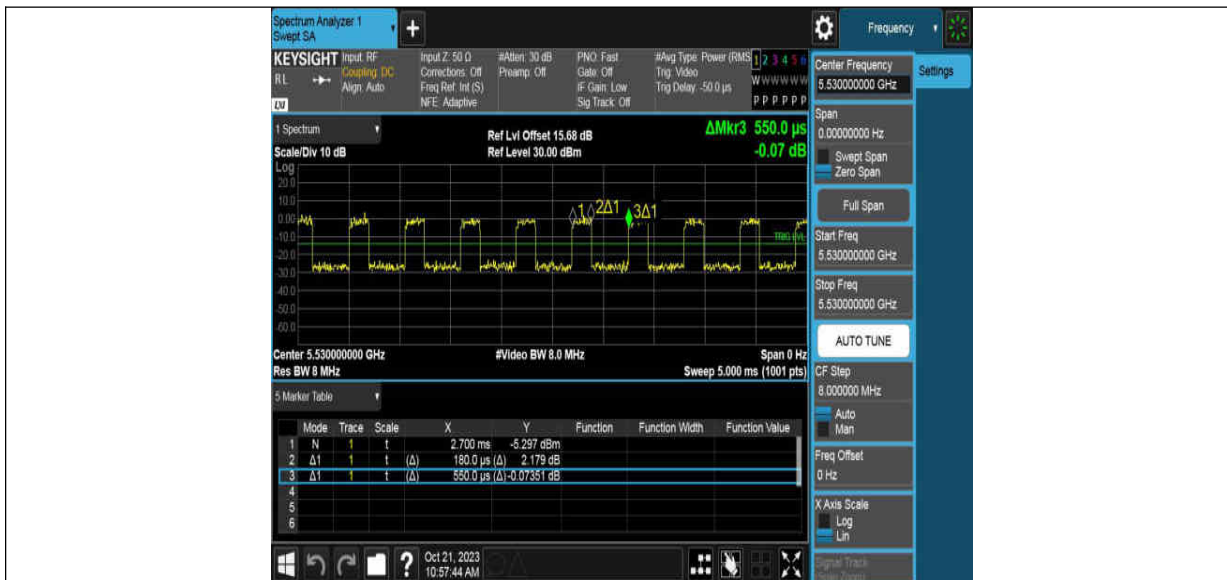 Spectrum Analyzer 1
Swept SA
+
Frequency
KEYSIGHT Input: RF
RL Coupling: DC
Align: Auto
LXI
Input Z: 50 Ω
Corrections: Off
Freq Ref: Int (S)
NFE: Adaptive
#Atten: 30 dB
Preamp: Off
PNO: Fast
Gate: Off
IF Gain: Low
Sig Track: Off
#Avg Type: Power (RMS
Trig: Video
Trig Delay: -50.0 µs
1 2 3 4 5 6
W W W W W W
P P P P P P
Center Frequency
5.530000000 GHz
Settings
Span
0.00000000 Hz
Swept Span
Zero Span
Full Span
Start Freq
5.530000000 GHz
Stop Freq
5.530000000 GHz
AUTO TUNE
CF Step
8.000000 MHz
Auto
Man
Freq Offset
0 Hz
X Axis Scale
Log
Lin
Signal Track
1 Spectrum
Scale/Div 10 dB
Ref Lvl Offset 15.68 dB
Ref Level 30.00 dBm
ΔMkr3 550.0 µs
-0.07 dB
Log
20.0
10.0
0.00
-10.0
-20.0
-30.0
-40.0
-50.0
-60.0
1 2Δ1 3Δ1
TRIG LVL
Center 5.530000000 GHz #Video BW 8.0 MHz Span 0 Hz
Res BW 8 MHz Sweep 5.000 ms (1001 pts)
5 Marker Table
Mode Trace Scale X Y Function Function Width Function Value
1 N 1 t 2.700 ms -5.297 dBm
2 Δ1 1 t (Δ) 180.0 µs (Δ) 2.179 dB
3 Δ1 1 t (Δ) 550.0 µs (Δ) -0.07351 dB
4
5
6
?
Oct 21, 2023
10:57:44 AM